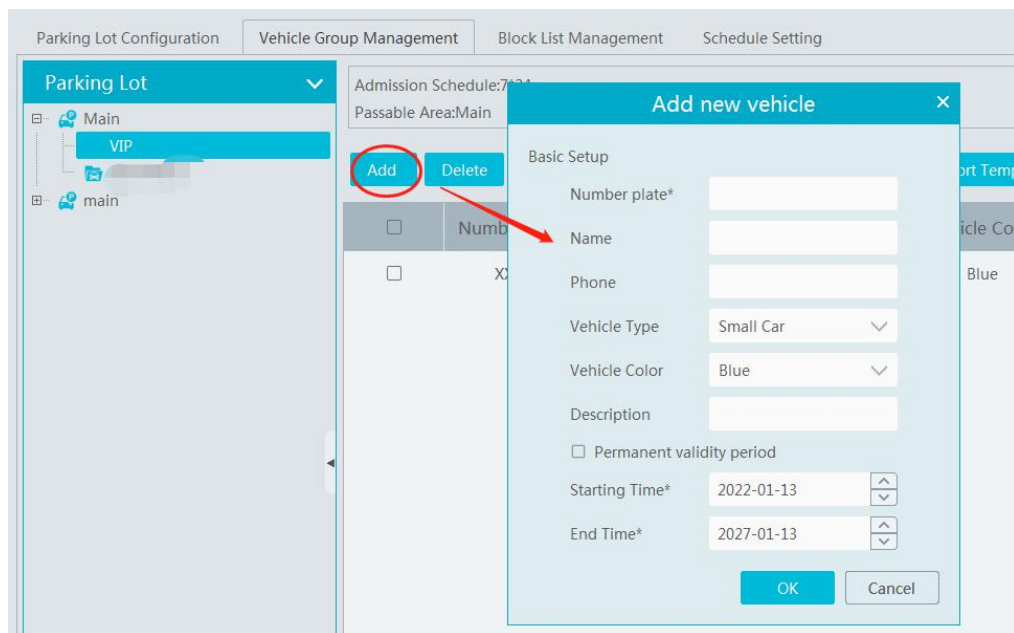 Parking Lot Configuration Vehicle Group Management Block List Management Schedule Setting
Parking Lot
Main
VIP
main
Admission Schedule:
Passable Area:Main
Add Delete
Blue
Add new vehicle
Basic Setup
Number plate*
Name
Phone
Vehicle Type Small Car
Vehicle Color Blue
Description
Permanent validity period
Starting Time* 2022-01-13
End Time* 2027-01-13
OK Cancel